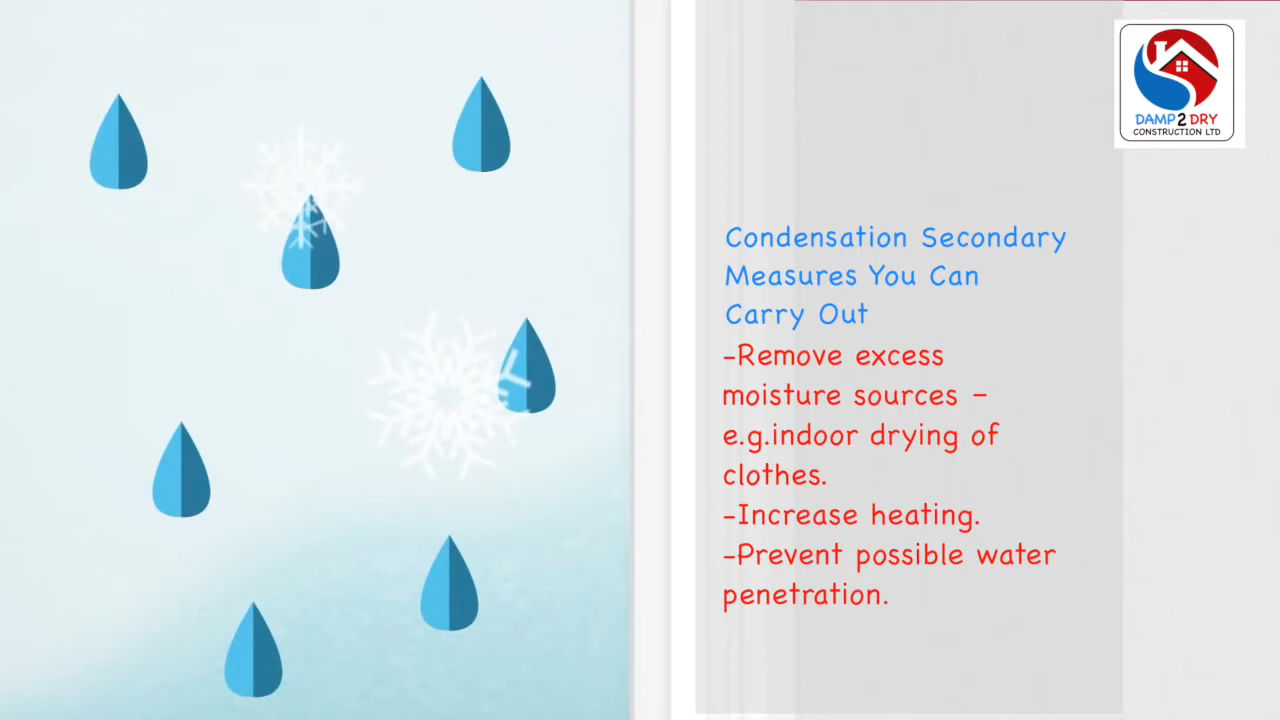 DAMP 2 DRY
CONSTRUCTION LTD
Condensation Secondary
Measures You Can
Carry Out
-Remove excess
moisture sources -
e.g.indoor drying of
clothes.
-Increase heating.
-Prevent possible water
penetration.